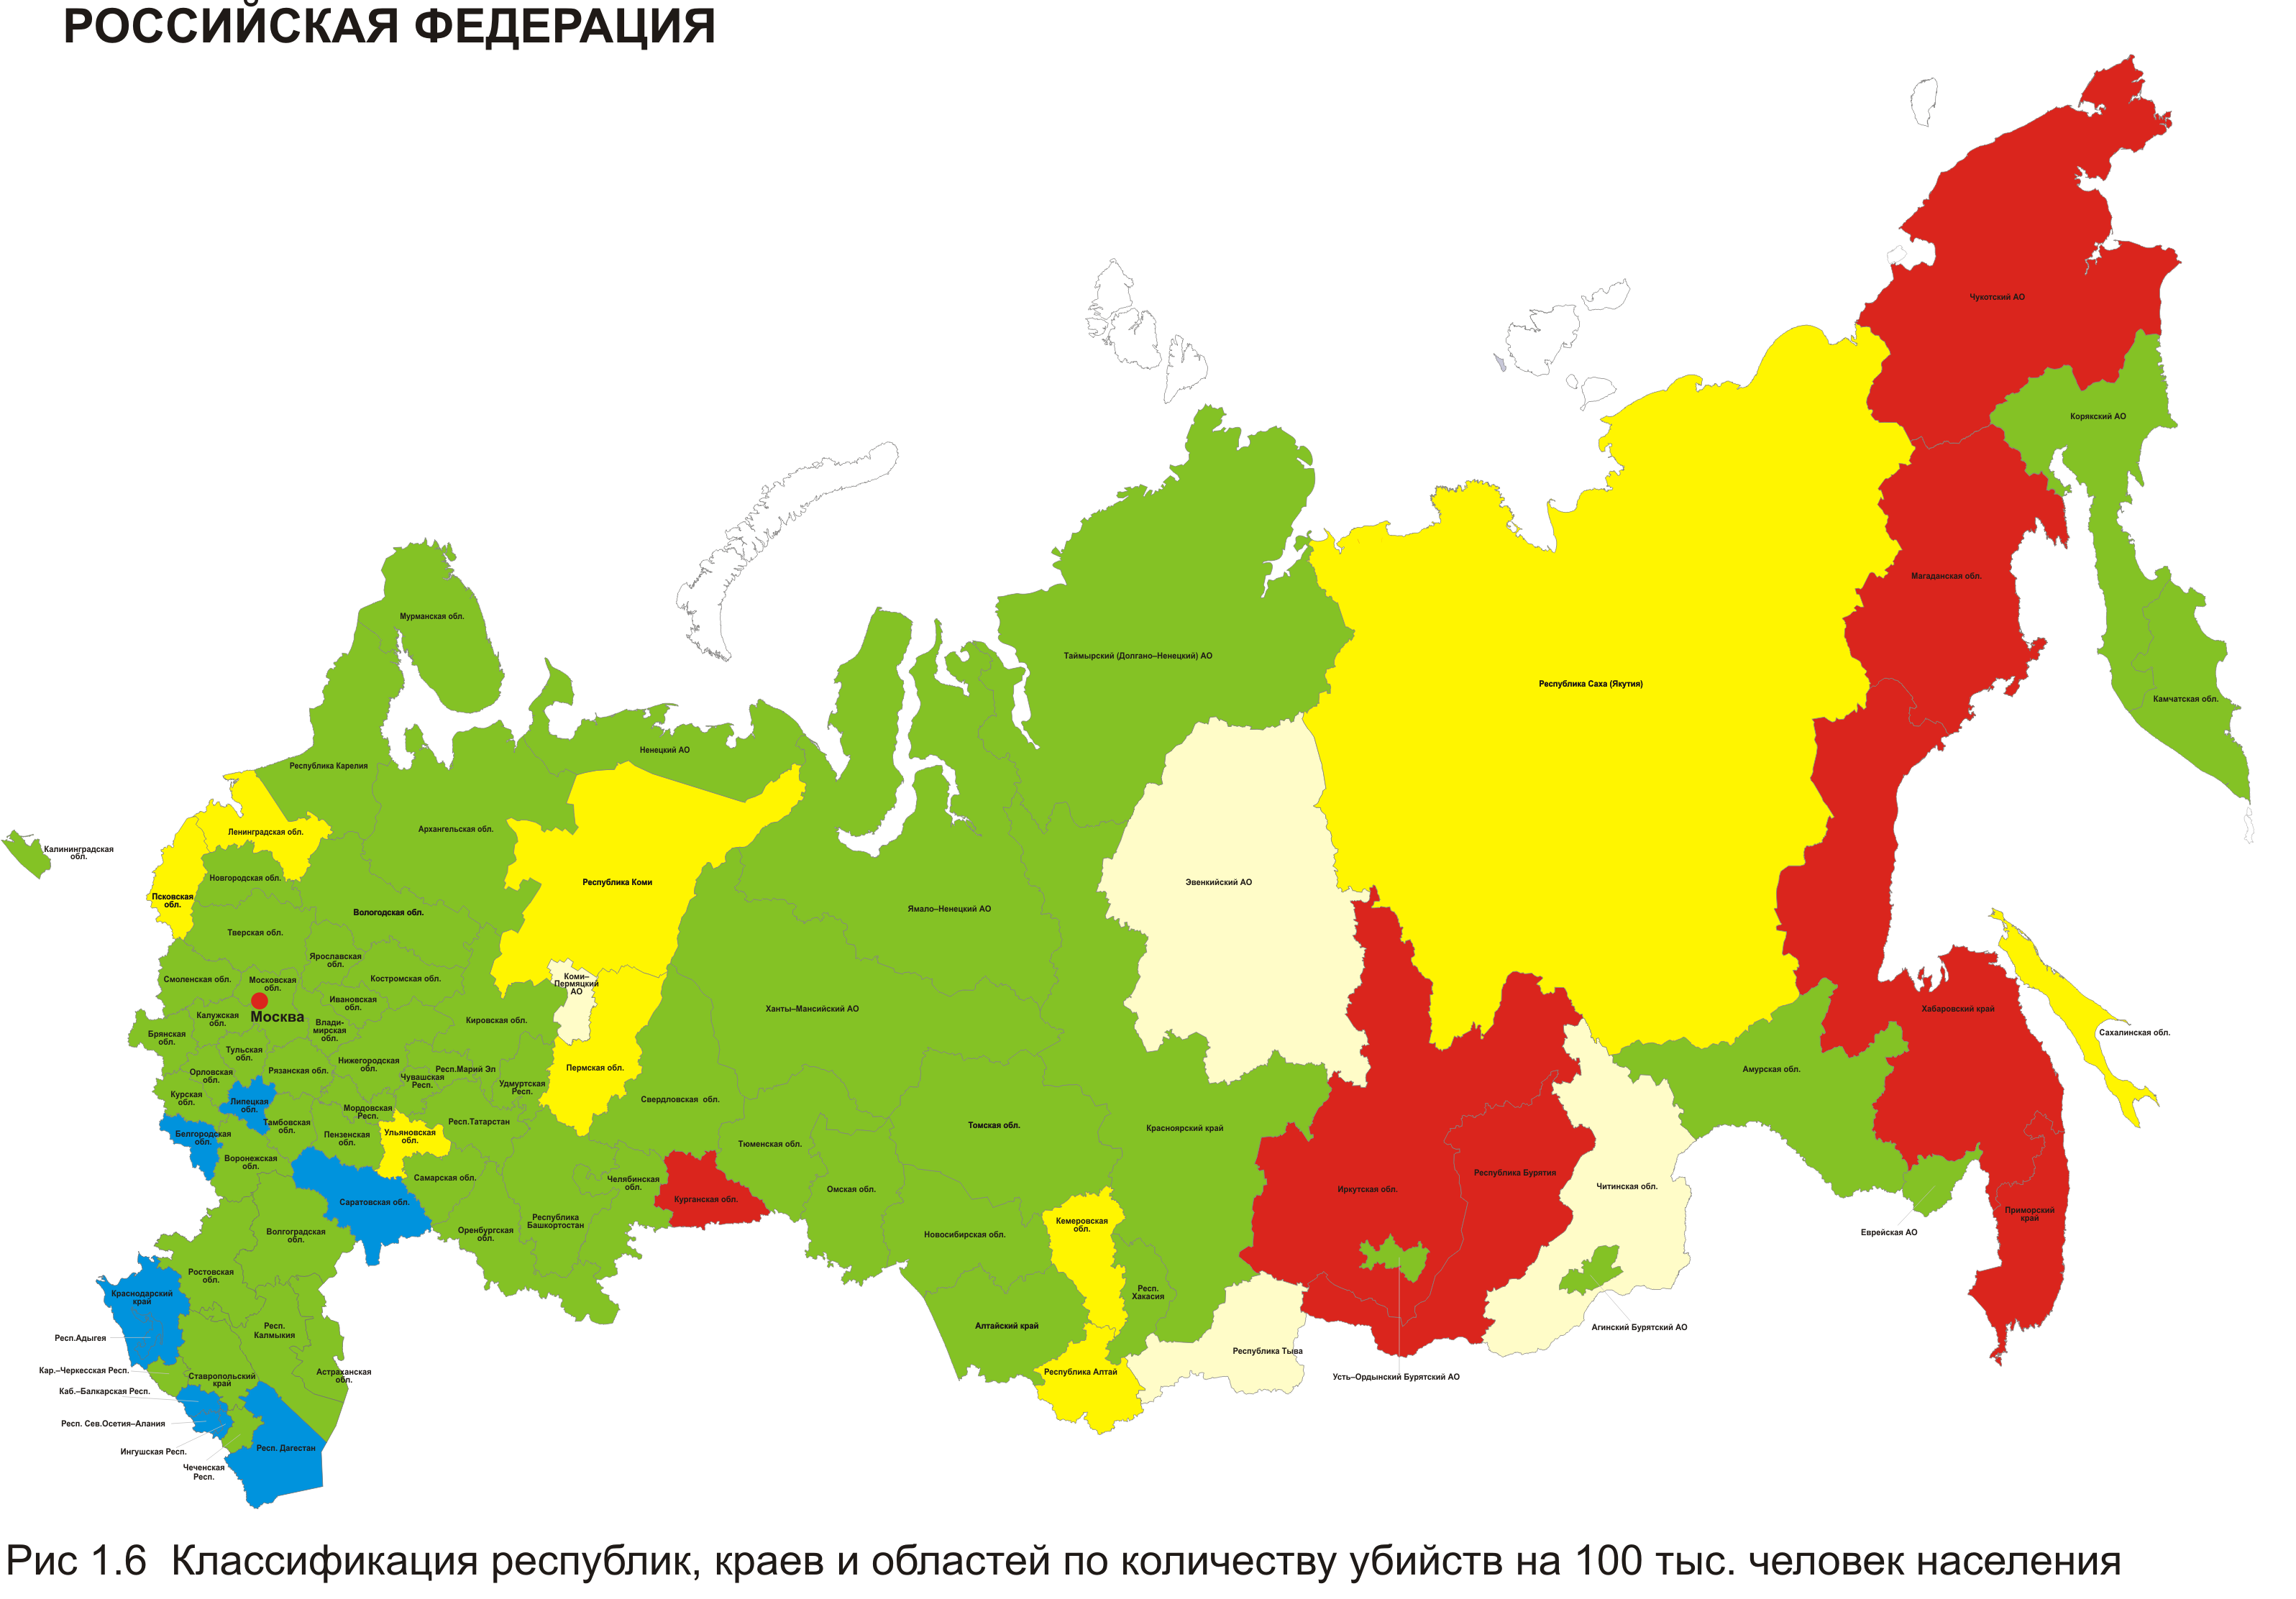 РОССИЙСКАЯ ФЕДЕРАЦИЯ
Чукотский АО
Корякский АО
Магаданская обл.
Мурманская обл.
Таймырский (Долгано–Ненецкий) АО
Республика Саха (Якутия)
Камчатская обл.
Ненецкий АО
Республика Карелия
Архангельская обл.
Ленинградская обл.
Калининградская
обл.
Новгородская обл.
Республика Коми
Эвенкийский АО
Псковская
обл.
Вологодская обл.
Ямало–Ненецкий АО
Тверская обл.
Ярославская
обл.
Смоленская обл.
Московская
обл.
Костромская обл.
Коми–
Пермяцкий
АО
Ивановская
обл.
Ханты–Мансийский АО
Хабаровский край
Москва
Калужская
обл.
Влади-
мирская
обл.
Кировская обл.
Сахалинская обл.
Брянская
обл.
Тульская
обл.
Рязанская обл.
Нижегородская
обл.
Респ.Марий Эл
Чувашская
Респ.
Удмуртская
Респ.
Пермская обл.
Амурская обл.
Орловская
обл.
Курская
обл.
Липецкая
обл.
Мордовская
Респ.
Свердловская  обл.
Тамбовская
обл.
Пензенская
обл.
Ульяновская
обл.
Респ.Татарстан
Томская обл.
Красноярский край
Белгородская
обл.
Воронежская
обл.
Тюменская обл.
Самарская обл.
Челябинская
обл.
Курганская обл.
Омская обл.
Иркутская обл.
Республика Бурятия
Читинская обл.
Саратовская обл.
Приморский
край
Волгоградская
обл.
Оренбургская
обл.
Республика
Башкортостан
Новосибирская обл.
Кемеровская
обл.
Еврейская АО
Ростовская
обл.
Краснодарский
край
Респ.
Хакасия
Респ.
Калмыкия
Алтайский край
Агинский Бурятский АО
Респ.Адыгея
Республика Тыва
Кар.–Черкесская Респ.
Ставропольский
край
Астраханская
обл.
Республика Алтай
Усть–Ордынский Бурятский АО
Каб.–Балкарская Респ.
Респ. Сев.Осетия–Алания
Ингушская Респ.
Респ. Дагестан
Чеченская
Респ.
Рис 1.6  Классификация республик, краев и областей по количеству убийств на 100 тыс. человек населения